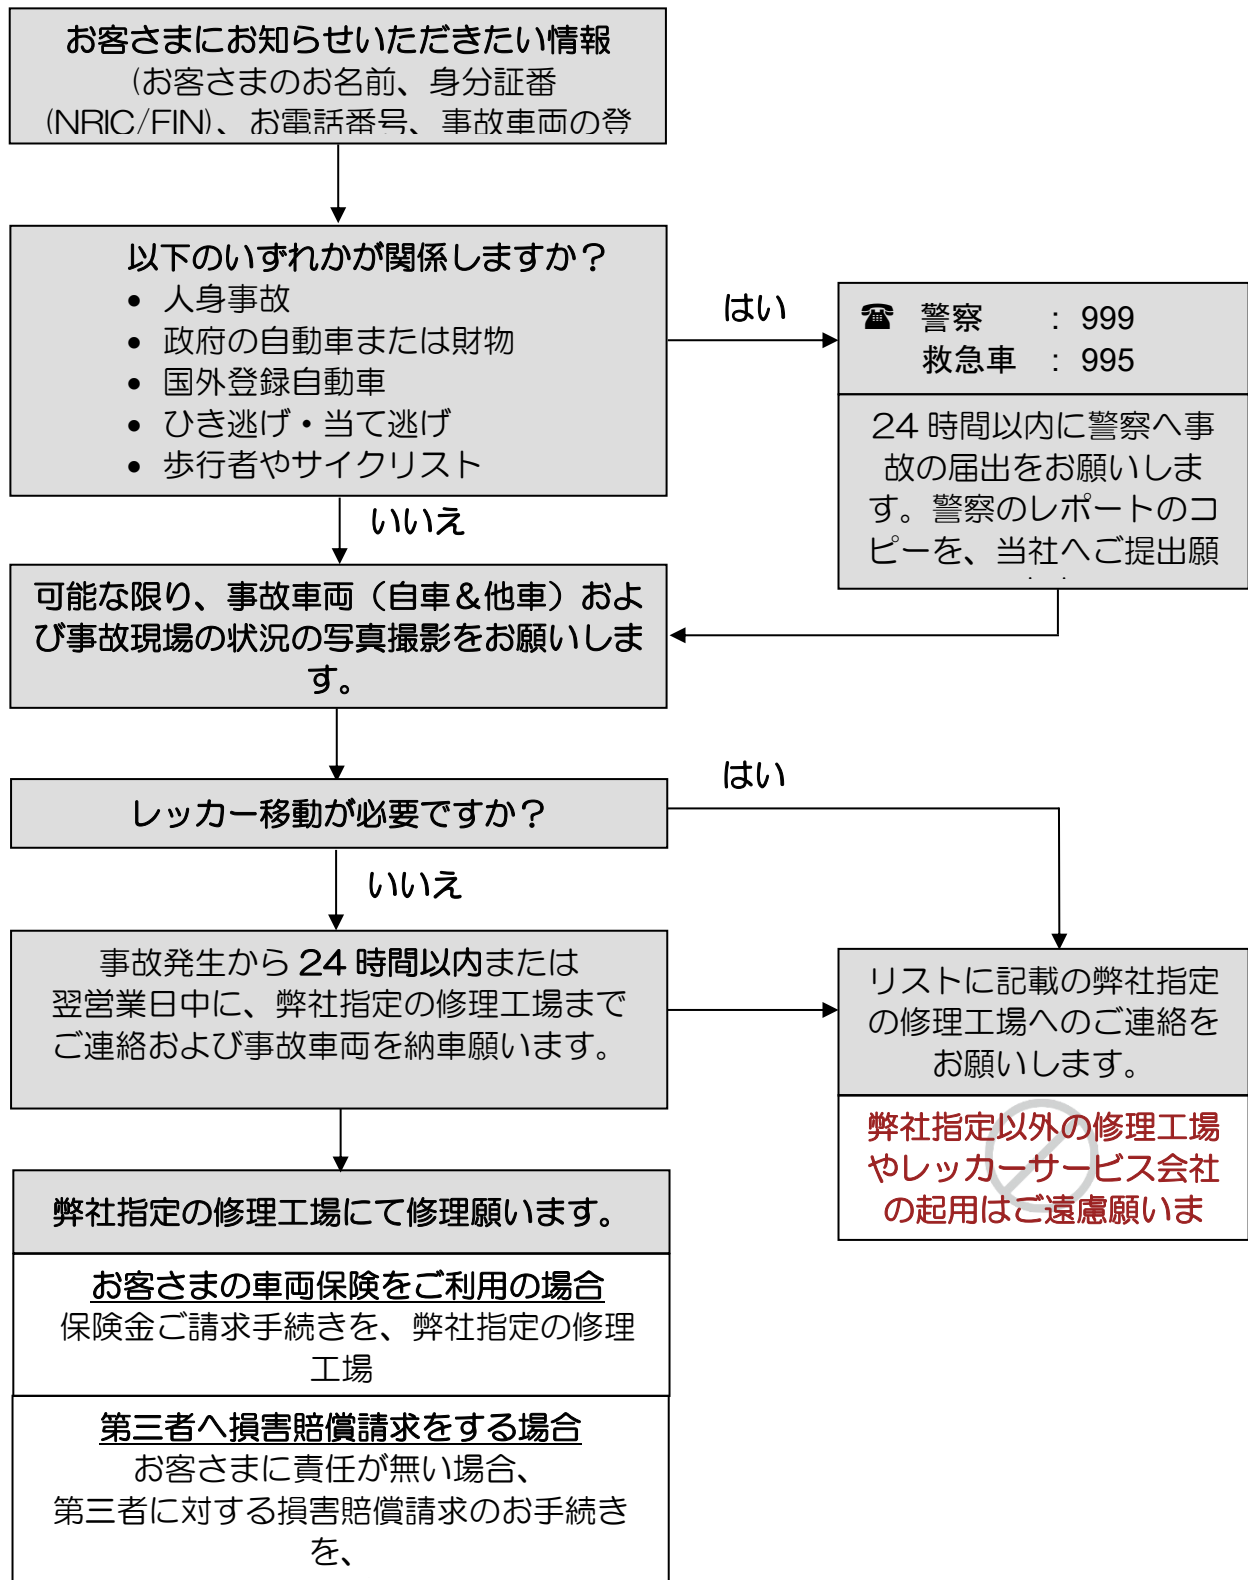 お客さまにお知らせいただきたい情報
(お客さまのお名前、身分証番
(NRIC/FIN)、お電話番号、事故車両の登
以下のいずれかが関係しますか？
• 人身事故
• 政府の自動車または財物
• 国外登録自動車
• ひき逃げ・当て逃げ
• 歩行者やサイクリスト
はい
☎ 警察 : 999
救急車 : 995
24 時間以内に警察へ事
故の届出をお願いしま
す。警察のレポートのコ
ピーを、当社へご提出願
いいえ
可能な限り、事故車両（自車＆他車）およ
び事故現場の状況の写真撮影をお願いしま
す。
レッカー移動が必要ですか？
はい
いいえ
事故発生から 24 時間以内または
翌営業日中に、弊社指定の修理工場まで
ご連絡および事故車両を納車願います。
リストに記載の弊社指定
の修理工場へのご連絡を
お願いします。
弊社指定以外の修理工場
やレッカーサービス会社
の起用はご遠慮願いま
弊社指定の修理工場にて修理願います。
お客さまの車両保険をご利用の場合
保険金ご請求手続きを、弊社指定の修理
工場
第三者へ損害賠償請求をする場合
お客さまに責任が無い場合、
第三者に対する損害賠償請求のお手続き
を、